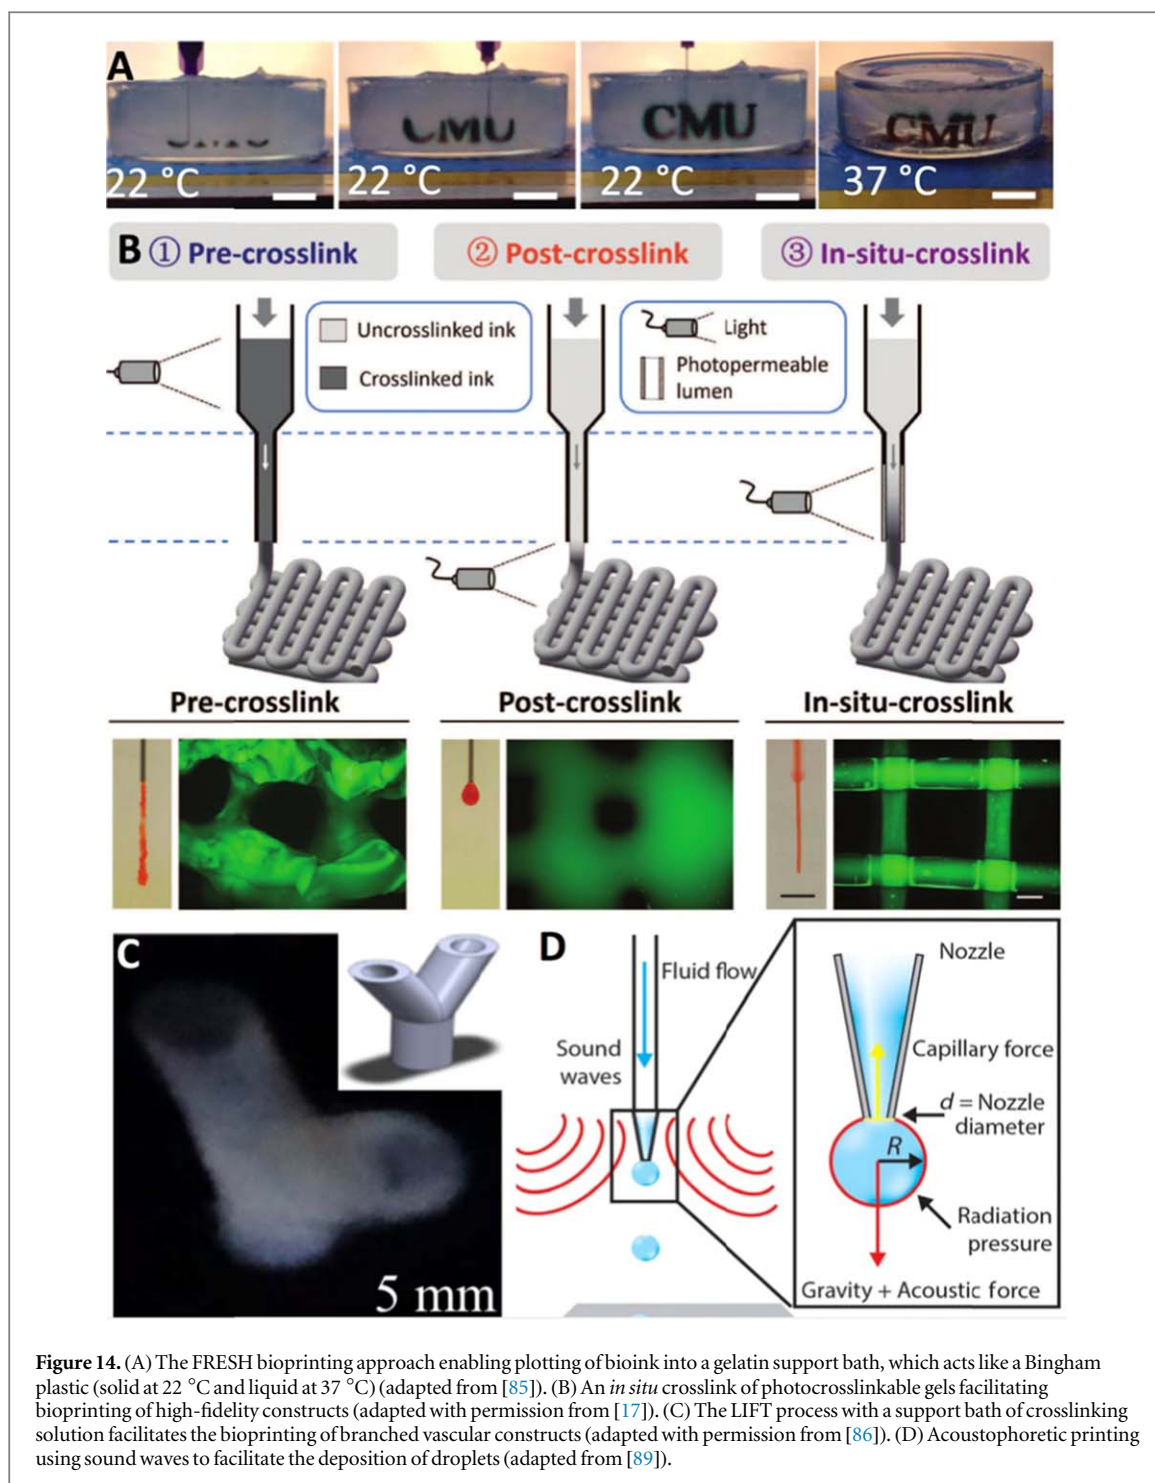 A
22 °C
22 °C
22 °C
37 °C
B ① Pre-crosslink
② Post-crosslink
③ In-situ-crosslink
Uncrosslinked ink
Crosslinked ink
Light
Photopermeable
lumen
Pre-crosslink
Post-crosslink
In-situ-crosslink
CMU
CMU
CMU
C
5 mm
D
Fluid flow
Sound
waves
Nozzle
Capillary force
d = Nozzle
diameter
R
Radiation
pressure
Gravity + Acoustic force
Figure 14. (A) The FRESH bioprinting approach enabling plotting of bioink into a gelatin support bath, which acts like a Bingham
plastic (solid at 22 °C and liquid at 37 °C) (adapted from [85]). (B) An in situ crosslink of photocrosslinkable gels facilitating
bioprinting of high-fidelity constructs (adapted with permission from [17]). (C) The LIFT process with a support bath of crosslinking
solution facilitates the bioprinting of branched vascular constructs (adapted with permission from [86]). (D) Acoustophoretic printing
using sound waves to facilitate the deposition of droplets (adapted from [89]).